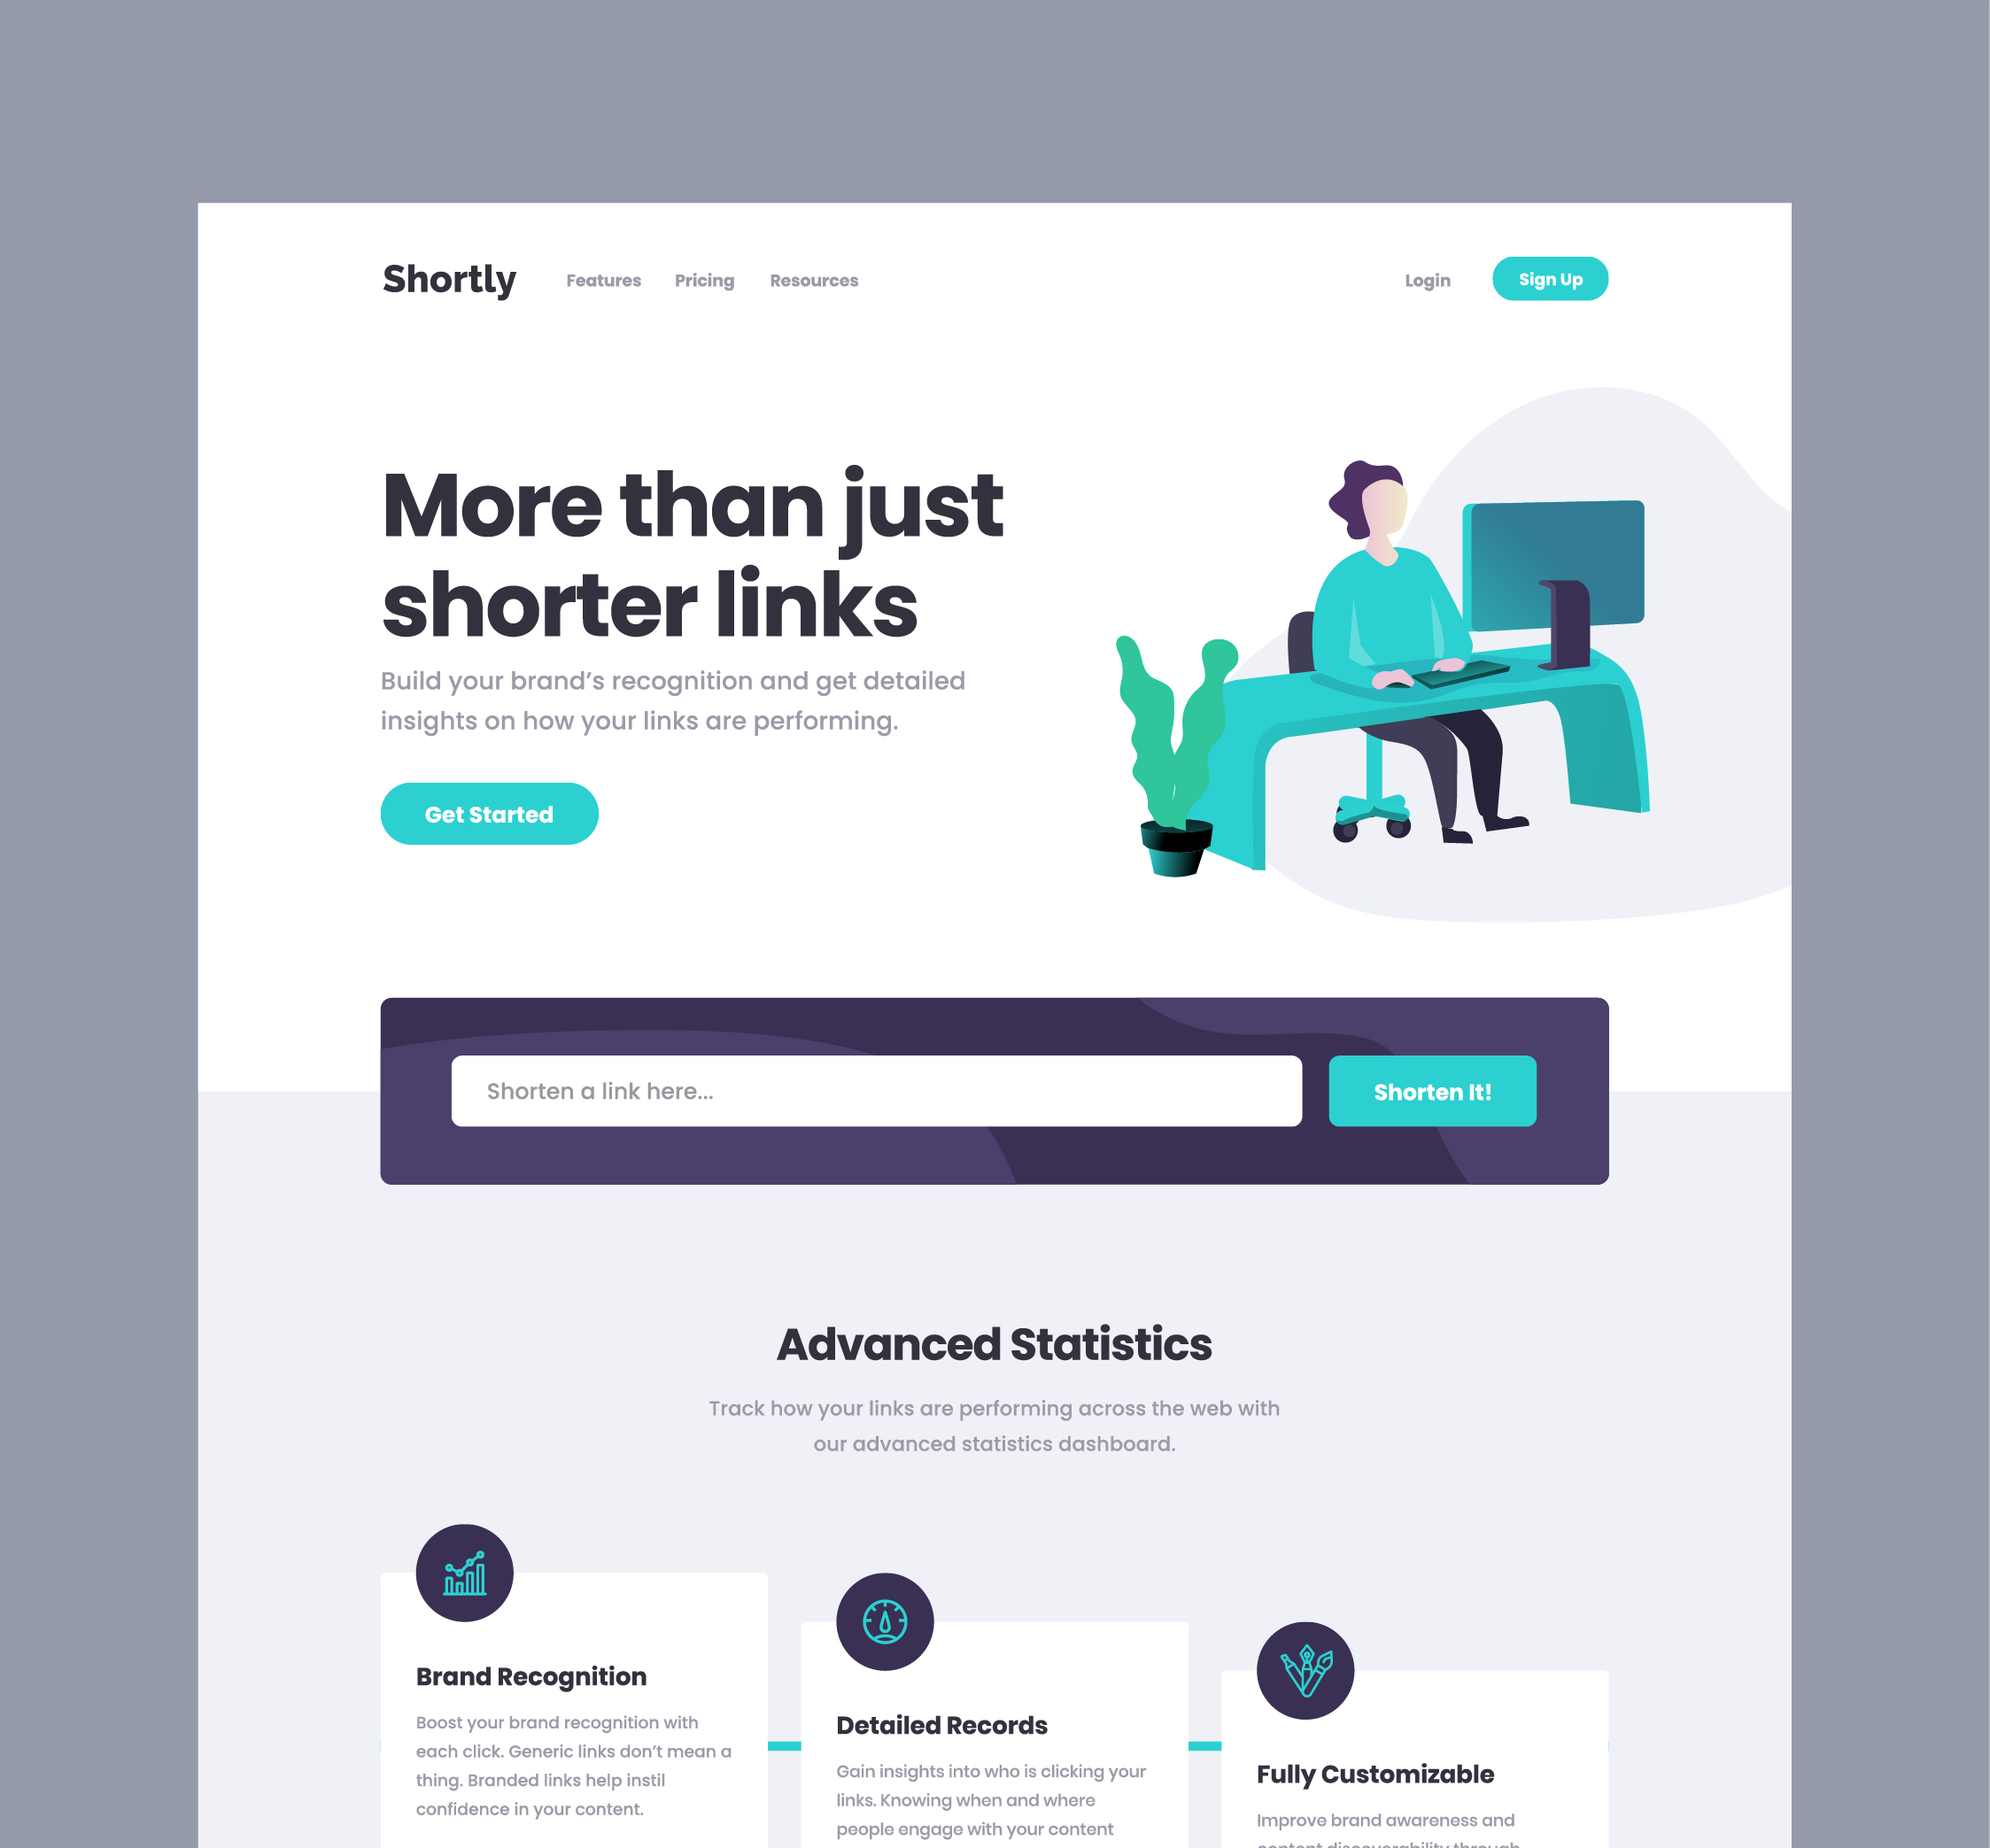 Shortly
Features
Pricing
Resources
Login
Sign Up
More than just
shorter links
Build your brand’s recognition and get detailed
insights on how your links are performing.
Get Started
Shorten a link here...
Shorten It!
Advanced Statistics
Track how your links are performing across the web with
our advanced statistics dashboard.
Brand Recognition
Boost your brand recognition with
each click. Generic links don’t mean a
thing. Branded links help instil
confidence in your content.
Detailed Records
Gain insights into who is clicking your
links. Knowing when and where
people engage with your content
Fully Customizable
Improve brand awareness and
content discoverability through